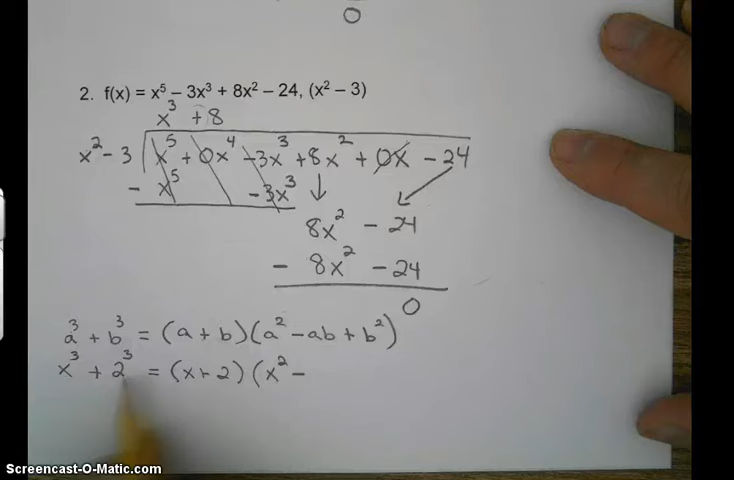 0
2. f(x) = x⁵ – 3x³ + 8x² – 24, (x² – 3)
x³ + 8
x² - 3 x⁵ + 0x⁴ - 3x³ + 8x² + 0x - 24
- x⁵ - 3x³
8x² - 24
- 8x² - 24
0
a³ + b³ = (a + b)(a² - ab + b²)
x³ + 2³ = (x + 2)(x² -
Screencast-O-Matic.com